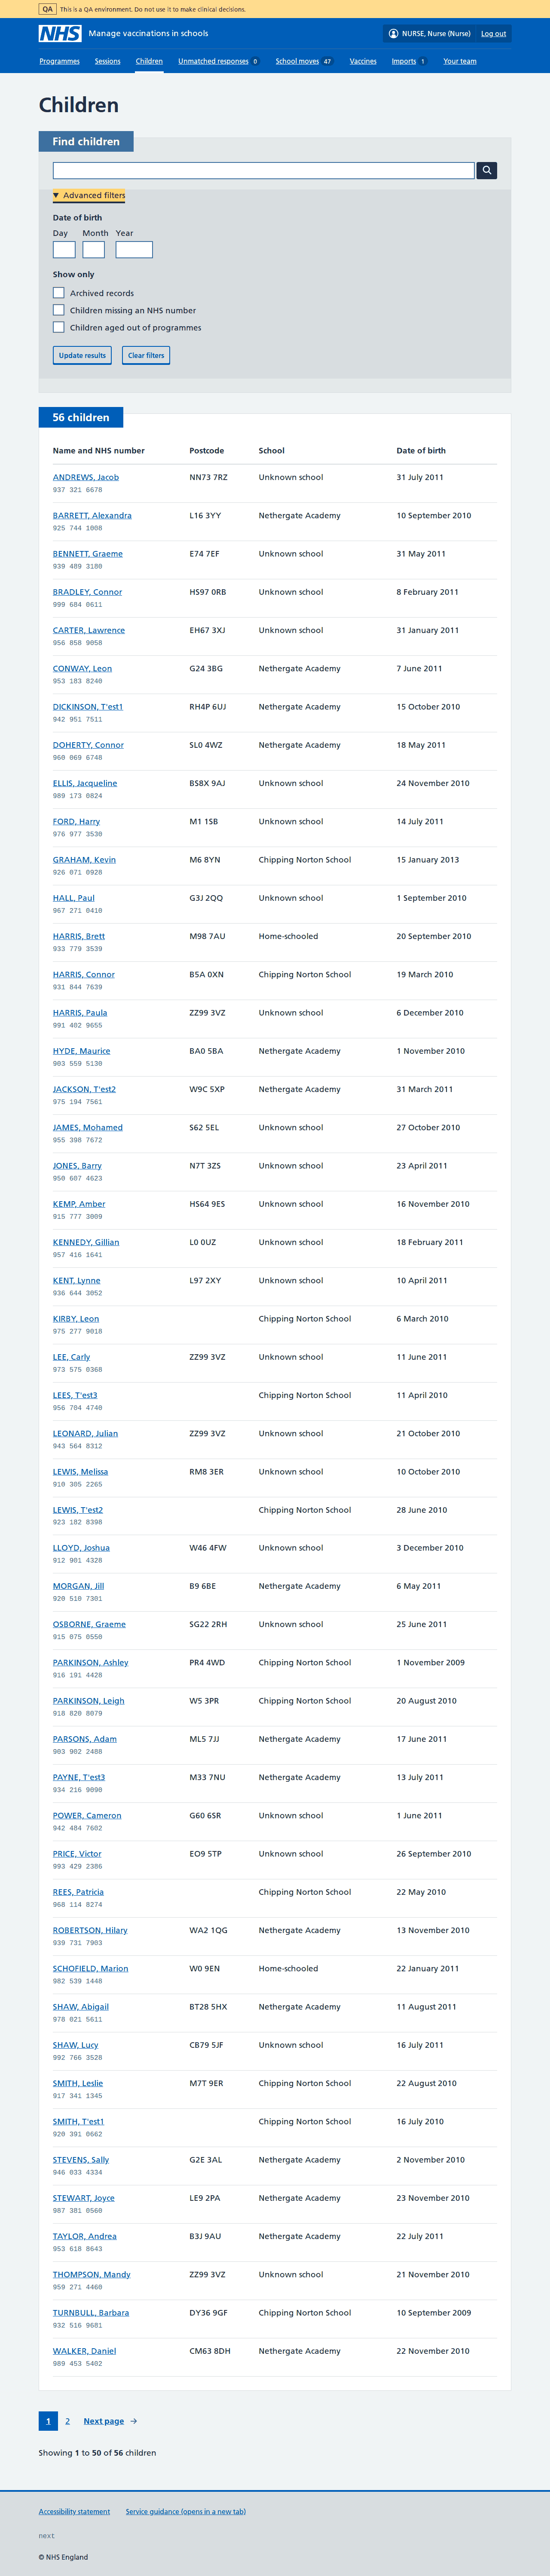 QA This is a QA environment. Do not use it to make clinical decisions.
NHS Manage vaccinations in schools NURSE, Nurse (Nurse) Log out
Programmes Sessions Children Unmatched responses 0 School moves 47 Vaccines Imports 1 Your team
Children
Find children
Advanced filters
Date of birth
Day Month Year
Show only
Archived records
Children missing an NHS number
Children aged out of programmes
Update results Clear filters
56 children
Name and NHS number Postcode School Date of birth
ANDREWS, Jacob NN73 7RZ Unknown school 31 July 2011
937 321 6678
BARRETT, Alexandra L16 3YY Nethergate Academy 10 September 2010
925 744 1008
BENNETT, Graeme E74 7EF Unknown school 31 May 2011
939 489 3180
BRADLEY, Connor HS97 0RB Unknown school 8 February 2011
999 684 0611
CARTER, Lawrence EH67 3XJ Unknown school 31 January 2011
956 858 9058
CONWAY, Leon G24 3BG Nethergate Academy 7 June 2011
953 183 8240
DICKINSON, T'est1 RH4P 6UJ Nethergate Academy 15 October 2010
942 951 7511
DOHERTY, Connor SL0 4WZ Nethergate Academy 18 May 2011
960 069 6748
ELLIS, Jacqueline BS8X 9AJ Unknown school 24 November 2010
989 173 0824
FORD, Harry M1 1SB Unknown school 14 July 2011
976 977 3530
GRAHAM, Kevin M6 8YN Chipping Norton School 15 January 2013
926 071 0928
HALL, Paul G3J 2QQ Unknown school 1 September 2010
967 271 0410
HARRIS, Brett M98 7AU Home-schooled 20 September 2010
933 779 3539
HARRIS, Connor B5A 0XN Chipping Norton School 19 March 2010
931 844 7639
HARRIS, Paula ZZ99 3VZ Unknown school 6 December 2010
991 402 9655
HYDE, Maurice BA0 5BA Nethergate Academy 1 November 2010
903 559 5130
JACKSON, T'est2 W9C 5XP Nethergate Academy 31 March 2011
975 194 7561
JAMES, Mohamed S62 5EL Unknown school 27 October 2010
955 398 7672
JONES, Barry N7T 3ZS Unknown school 23 April 2011
950 607 4623
KEMP, Amber HS64 9ES Unknown school 16 November 2010
915 777 3009
KENNEDY, Gillian L0 0UZ Unknown school 18 February 2011
957 416 1641
KENT, Lynne L97 2XY Unknown school 10 April 2011
936 644 3052
KIRBY, Leon Chipping Norton School 6 March 2010
975 277 9018
LEE, Carly ZZ99 3VZ Unknown school 11 June 2011
973 575 0368
LEES, T'est3 Chipping Norton School 11 April 2010
956 704 4740
LEONARD, Julian ZZ99 3VZ Unknown school 21 October 2010
943 564 8312
LEWIS, Melissa RM8 3ER Unknown school 10 October 2010
910 305 2265
LEWIS, T'est2 Chipping Norton School 28 June 2010
923 182 8398
LLOYD, Joshua W46 4FW Unknown school 3 December 2010
912 901 4328
MORGAN, Jill B9 6BE Nethergate Academy 6 May 2011
920 510 7301
OSBORNE, Graeme SG22 2RH Unknown school 25 June 2011
915 075 0550
PARKINSON, Ashley PR4 4WD Chipping Norton School 1 November 2009
916 191 4428
PARKINSON, Leigh W5 3PR Chipping Norton School 20 August 2010
918 820 8079
PARSONS, Adam ML5 7JJ Nethergate Academy 17 June 2011
903 902 2488
PAYNE, T'est3 M33 7NU Nethergate Academy 13 July 2011
934 216 9090
POWER, Cameron G60 6SR Unknown school 1 June 2011
942 484 7602
PRICE, Victor EO9 5TP Unknown school 26 September 2010
993 429 2386
REES, Patricia Chipping Norton School 22 May 2010
968 114 8274
ROBERTSON, Hilary WA2 1QG Nethergate Academy 13 November 2010
939 731 7903
SCHOFIELD, Marion W0 9EN Home-schooled 22 January 2011
982 539 1448
SHAW, Abigail BT28 5HX Nethergate Academy 11 August 2011
978 021 5611
SHAW, Lucy CB79 5JF Unknown school 16 July 2011
992 766 3528
SMITH, Leslie M7T 9ER Chipping Norton School 22 August 2010
917 341 1345
SMITH, T'est1 Chipping Norton School 16 July 2010
920 391 0662
STEVENS, Sally G2E 3AL Nethergate Academy 2 November 2010
946 033 4334
STEWART, Joyce LE9 2PA Nethergate Academy 23 November 2010
987 381 0560
TAYLOR, Andrea B3J 9AU Nethergate Academy 22 July 2011
953 618 8643
THOMPSON, Mandy ZZ99 3VZ Unknown school 21 November 2010
959 271 4460
TURNBULL, Barbara DY36 9GF Chipping Norton School 10 September 2009
932 516 9681
WALKER, Daniel CM63 8DH Nethergate Academy 22 November 2010
989 453 5402
1 2 Next page →
Showing 1 to 50 of 56 children
Accessibility statement Service guidance (opens in a new tab)
next
© NHS England